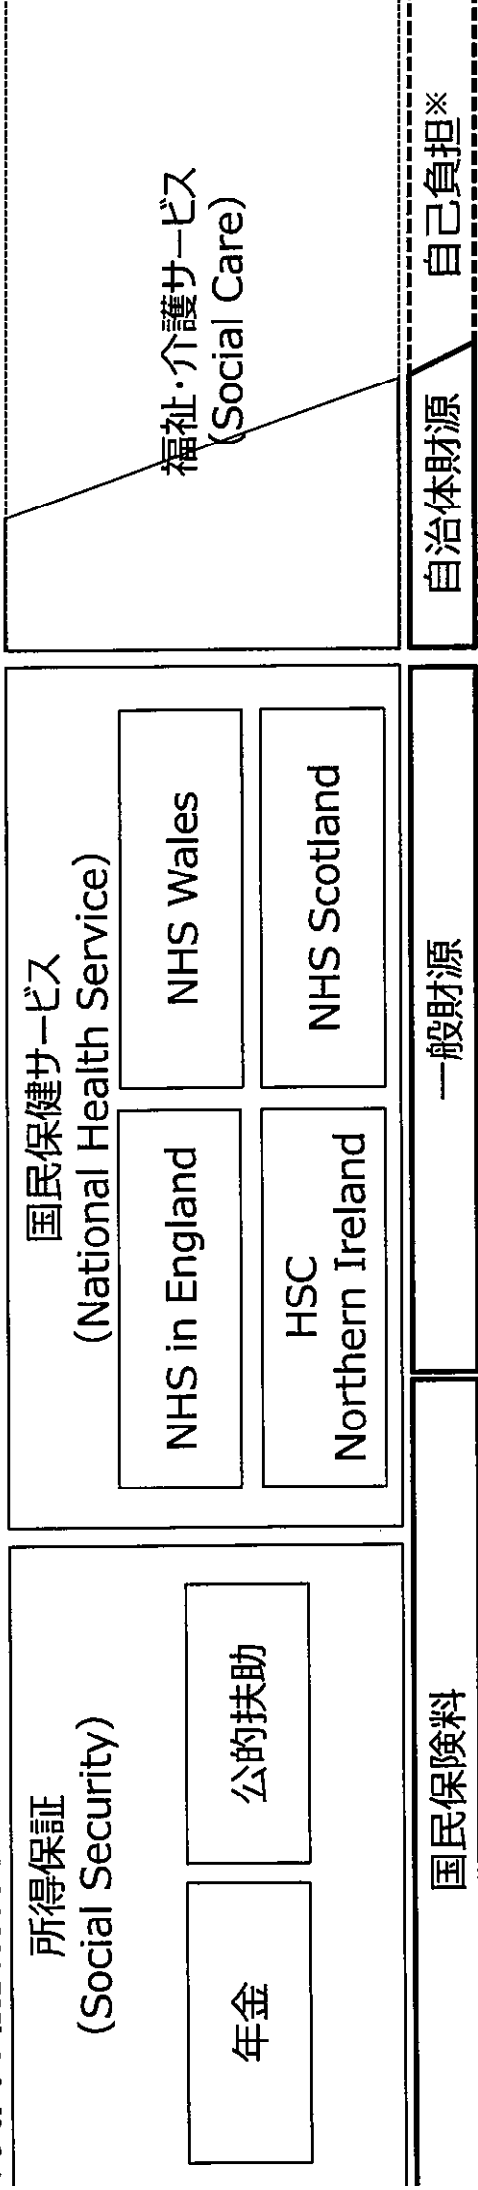 所得保証
(Social Security)
年金
公的扶助
国民保健サービス
(National Health Service)
NHS in England
NHS Wales
HSC
Northern Ireland
NHS Scotland
福祉・介護サービス
(Social Care)
国民保険料
一般財源
自治体財源
自己負担※